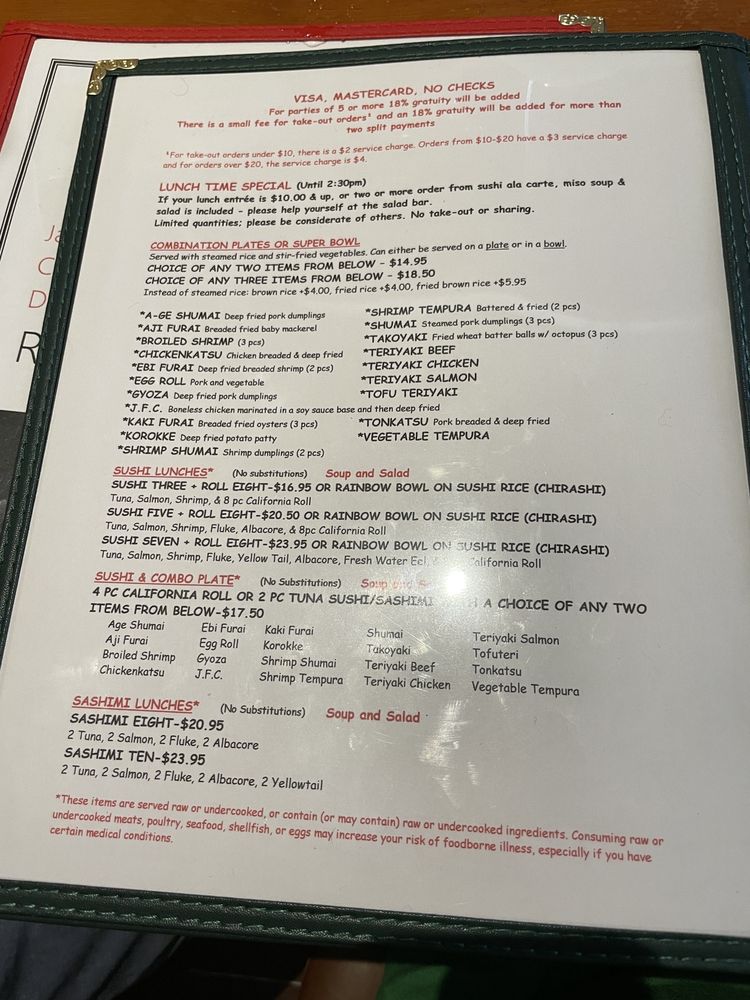 VISA, MASTERCARD, NO CHECKS
For parties of 5 or more 18% gratuity will be added
There is a small fee for take-out orders¹ and an 18% gratuity will be added for more than
two split payments
¹For take-out orders under $10, there is a $2 service charge. Orders from $10-$20 have a $3 service charge
and for orders over $20, the service charge is $4.
LUNCH TIME SPECIAL (Until 2:30pm)
If your lunch entrée is $10.00 & up, or two or more order from sushi ala carte, miso soup &
salad is included - please help yourself at the salad bar.
Limited quantities; please be considerate of others. No take-out or sharing.
COMBINATION PLATES OR SUPER BOWL
Served with steamed rice and stir-fried vegetables. Can either be served on a plate or in a bowl.
CHOICE OF ANY TWO ITEMS FROM BELOW - $14.95
CHOICE OF ANY THREE ITEMS FROM BELOW - $18.50
Instead of steamed rice: brown rice +$4.00, fried rice +$4.00, fried brown rice +$5.95
*A-GE SHUMAI Deep fried pork dumplings
*AJI FURAI Breaded fried baby mackerel
*BROILED SHRIMP (3 pcs)
*CHICKENKATSU Chicken breaded & deep fried
*EBI FURAI Deep fried breaded shrimp (2 pcs)
*EGG ROLL Pork and vegetable
*GYOZA Deep fried pork dumplings
*J.F.C. Boneless chicken marinated in a soy sauce base and then deep fried
*KAKI FURAI Breaded fried oysters (3 pcs)
*KOROKKE Deep fried potato patty
*SHRIMP SHUMAI Shrimp dumplings (2 pcs)
*SHRIMP TEMPURA Battered & fried (2 pcs)
*SHUMAI Steamed pork dumplings (3 pcs)
*TAKOYAKI Fried wheat batter balls w/ octopus (3 pcs)
*TERIYAKI BEEF
*TERIYAKI CHICKEN
*TERIYAKI SALMON
*TOFU TERIYAKI
*TONKATSU Pork breaded & deep fried
*VEGETABLE TEMPURA
SUSHI LUNCHES* (No substitutions) Soup and Salad
SUSHI THREE + ROLL EIGHT-$16.95 OR RAINBOW BOWL ON SUSHI RICE (CHIRASHI)
Tuna, Salmon, Shrimp, & 8 pc California Roll
SUSHI FIVE + ROLL EIGHT-$20.50 OR RAINBOW BOWL ON SUSHI RICE (CHIRASHI)
Tuna, Salmon, Shrimp, Fluke, Albacore, & 8pc California Roll
SUSHI SEVEN + ROLL EIGHT-$23.95 OR RAINBOW BOWL ON SUSHI RICE (CHIRASHI)
Tuna, Salmon, Shrimp, Fluke, Yellow Tail, Albacore, Fresh Water Eel, & California Roll
SUSHI & COMBO PLATE* (No Substitutions) Soup and
4 PC CALIFORNIA ROLL OR 2 PC TUNA SUSHI/SASHIMI A CHOICE OF ANY TWO
ITEMS FROM BELOW-$17.50
Age Shumai Ebi Furai Kaki Furai Shumai Teriyaki Salmon
Aji Furai Egg Roll Korokke Takoyaki Tofuteri
Broiled Shrimp Gyoza Shrimp Shumai Teriyaki Beef Tonkatsu
Chickenkatsu J.F.C. Shrimp Tempura Teriyaki Chicken Vegetable Tempura
SASHIMI LUNCHES* (No Substitutions) Soup and Salad
SASHIMI EIGHT-$20.95
2 Tuna, 2 Salmon, 2 Fluke, 2 Albacore
SASHIMI TEN-$23.95
2 Tuna, 2 Salmon, 2 Fluke, 2 Albacore, 2 Yellowtail
*These items are served raw or undercooked, or contain (or may contain) raw or undercooked ingredients. Consuming raw or
undercooked meats, poultry, seafood, shellfish, or eggs may increase your risk of foodborne illness, especially if you have
certain medical conditions.